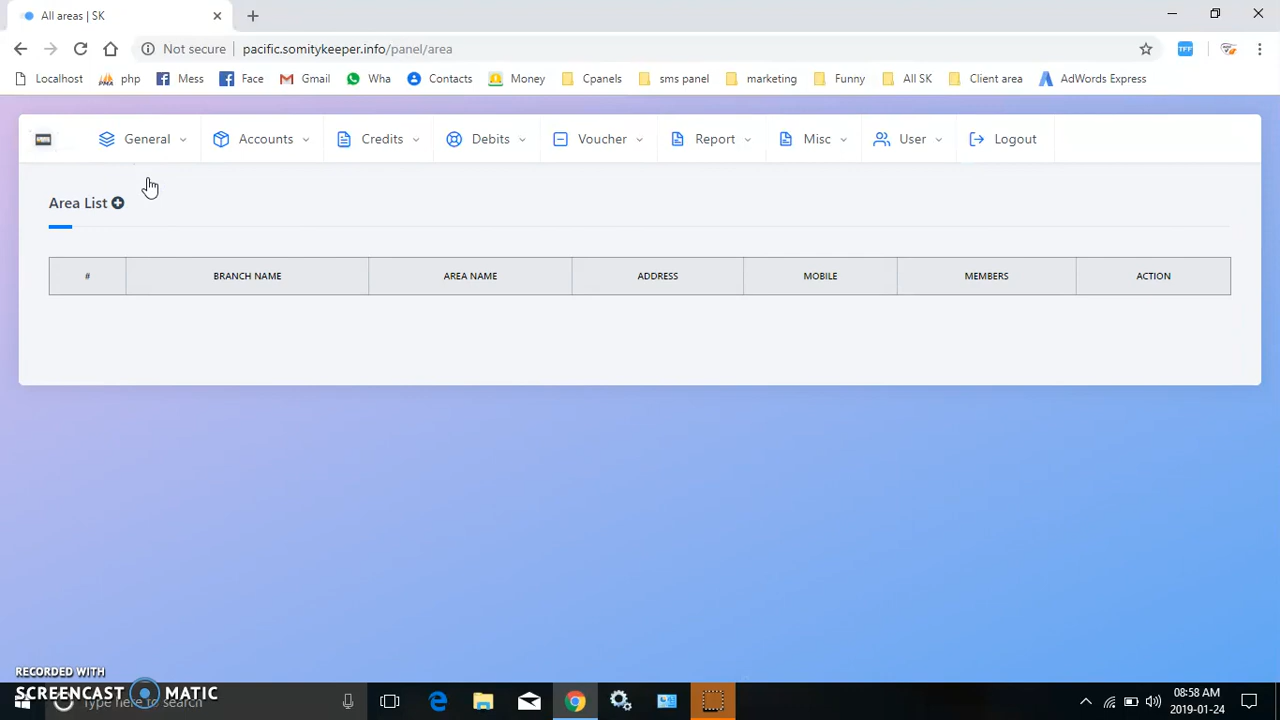 All areas | SK
Not secure | pacific.somitykeeper.info/panel/area
Localhost php Mess Face Gmail Wha Contacts Money Cpanels sms panel marketing Funny All SK Client area AdWords Express
General Accounts Credits Debits Voucher Report Misc User Logout
Area List
# BRANCH NAME AREA NAME ADDRESS MOBILE MEMBERS ACTION
RECORDED WITH
SCREENCAST MATIC
Type here to search
08:58 AM
2019-01-24